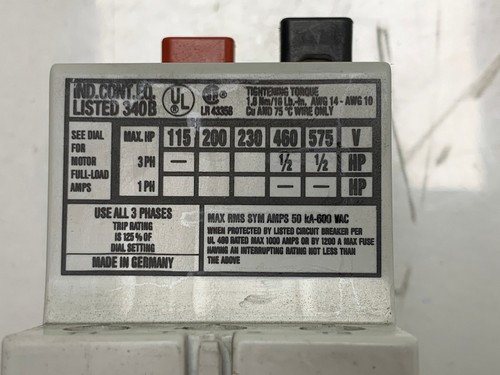 IND.CONT.EQ.
LISTED 340B
UL
®
LR 43358
TIGHTENING TORQUE
1,8 Nm/16 Lb.-In. AWG 14 - AWG 10
Cu AND 75 °C WIRE ONLY
SEE DIAL
FOR
MOTOR
FULL-LOAD
AMPS
MAX. HP 115 200 230 460 575 V
3 PH — ½ ½ HP
1 PH — — HP
USE ALL 3 PHASES
TRIP RATING
IS 125 % OF
DIAL SETTING
MADE IN GERMANY
MAX RMS SYM AMPS 50 kA-600 VAC
WHEN PROTECTED BY LISTED CIRCUIT BREAKER PER
UL 489 RATED MAX 1000 AMPS OR BY 1200 A MAX FUSE
HAVING AN INTERRUPTING RATING NOT LESS THAN
THE ABOVE